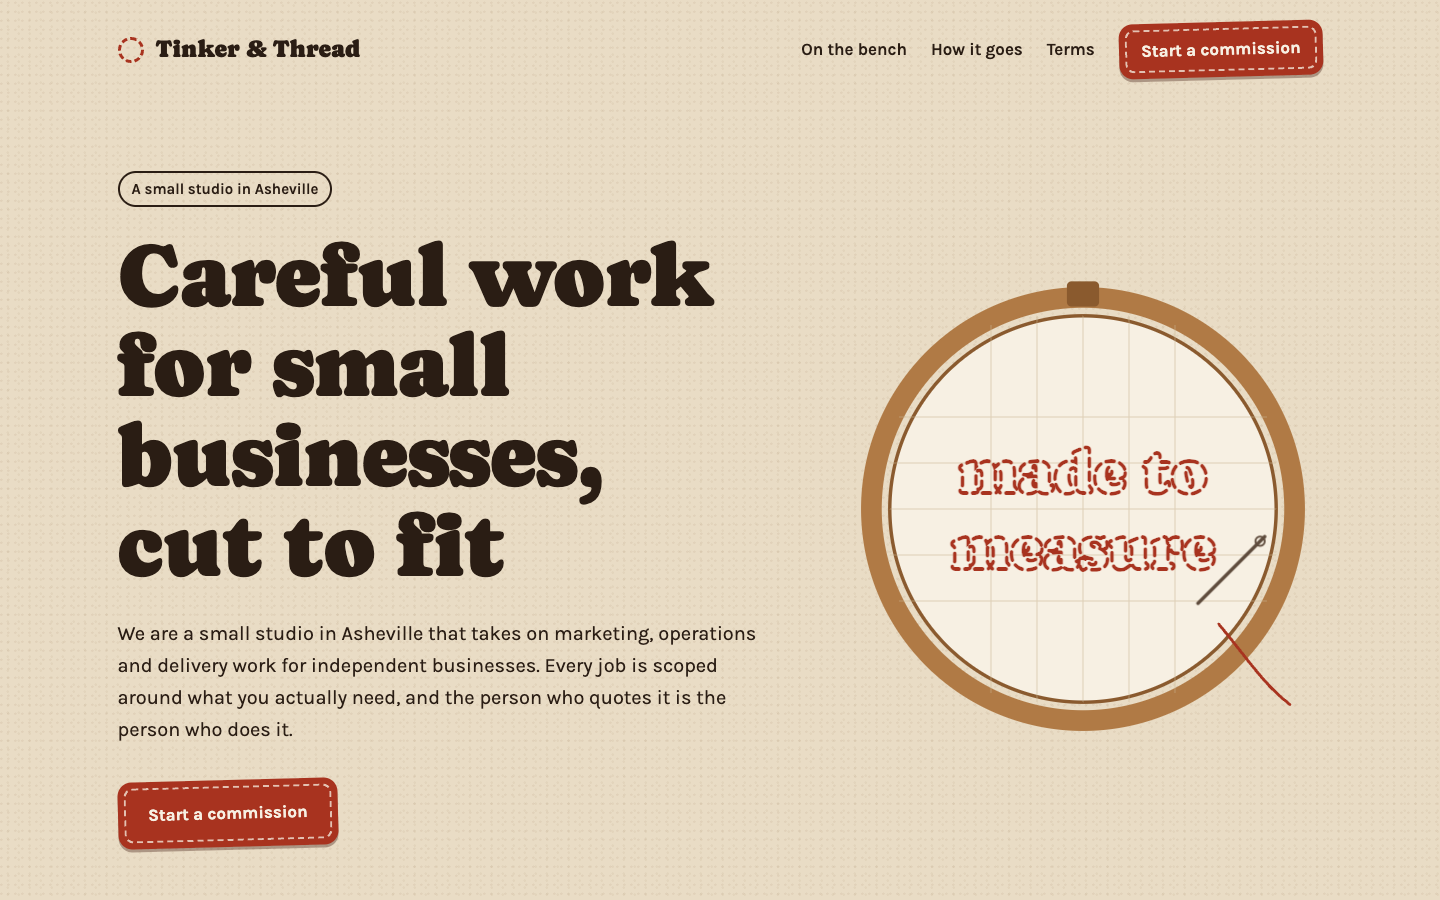 Tinker & Thread
On the bench
How it goes
Terms
Start a commission
A small studio in Asheville
Careful work
for small
businesses,
cut to fit
We are a small studio in Asheville that takes on marketing, operations
and delivery work for independent businesses. Every job is scoped
around what you actually need, and the person who quotes it is the
person who does it.
Start a commission
made to
measure